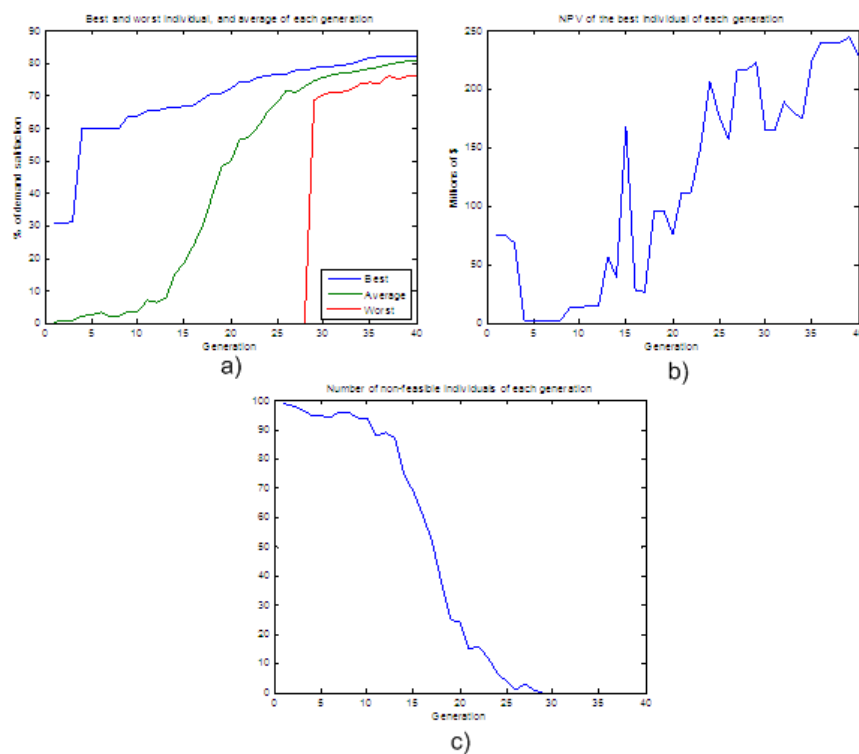 Best and worst individual, and average of each generation
90
80
70
60
50
40
30
20
10
0
% of demand satifaction
0 5 10 15 20 25 30 35 40
Generation
Best
Average
Worst
a)
NPV of the best individual of each generation
250
200
150
100
50
0
Millions of $
0 5 10 15 20 25 30 35 40
Generation
b)
Number of non-feasible individuals of each generation
100
90
80
70
60
50
40
30
20
10
0
0 5 10 15 20 25 30 35 40
Generation
c)